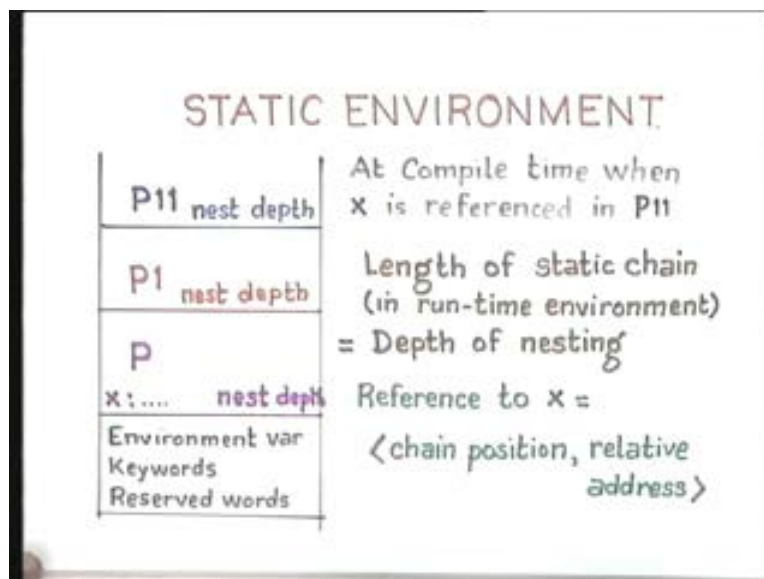 STATIC ENVIRONMENT
P11 nest depth
P1 nest depth
P
x : .... nest depth
Environment var
Keywords
Reserved words
At Compile time when
x is referenced in P11
Length of static chain
(in run-time environment)
= Depth of nesting
Reference to x =
<chain position, relative
address>